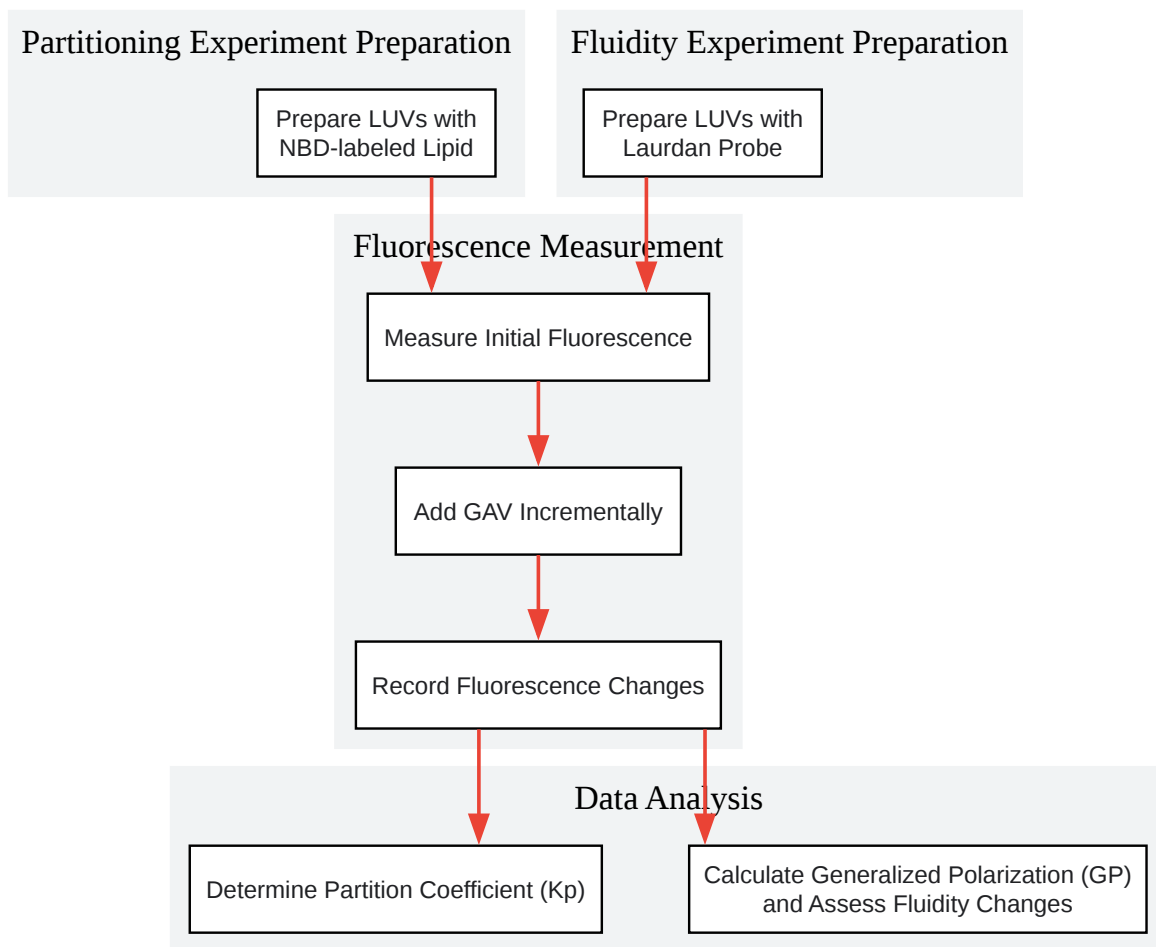 Partitioning Experiment Preparation
Fluidity Experiment Preparation
Prepare LUVs with
NBD-labeled Lipid
Prepare LUVs with
Laurdan Probe
Fluorescence Measurement
Measure Initial Fluorescence
Add GAV Incrementally
Record Fluorescence Changes
Data Analysis
Determine Partition Coefficient (Kp)
Calculate Generalized Polarization (GP)
and Assess Fluidity Changes